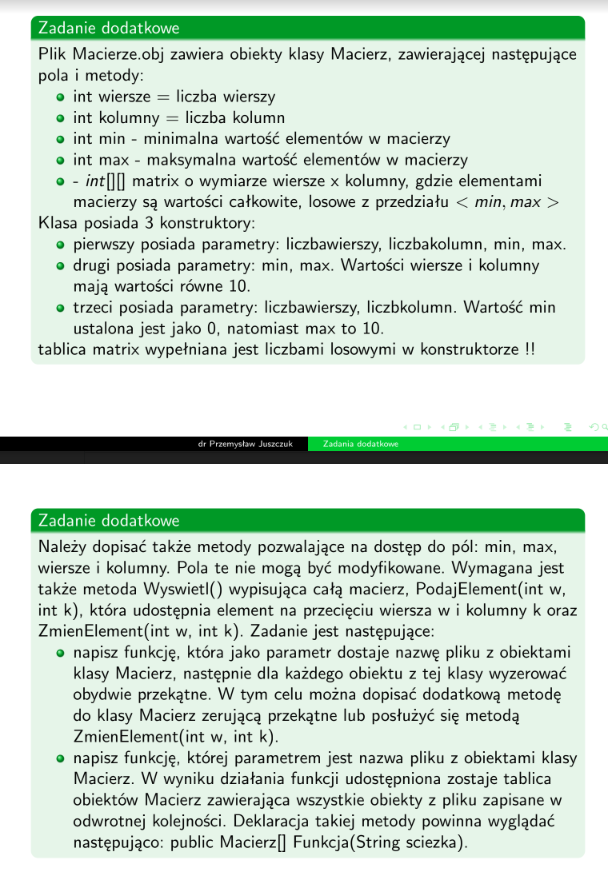 Zadanie dodatkowe
Plik Macierze.obj zawiera obiekty klasy Macierz, zawierającej następujące
pola i metody:
int wiersze = liczba wierszy
int kolumny = liczba kolumn
int min - minimalna wartość elementów w macierzy
int max - maksymalna wartość elementów w macierzy
- int[][] matrix o wymiarze wiersze x kolumny, gdzie elementami
macierzy są wartości całkowite, losowe z przedziału < min, max >
Klasa posiada 3 konstruktory:
pierwszy posiada parametry: liczbawierszy, liczbakolumn, min, max.
drugi posiada parametry: min, max. Wartości wiersze i kolumny
mają wartości równe 10.
trzeci posiada parametry: liczbawierszy, liczbkolumn. Wartość min
ustalona jest jako 0, natomiast max to 10.
tablica matrix wypełniana jest liczbami losowymi w konstruktorze !!
dr Przemysław Juszczuk Zadania dodatkowe
Zadanie dodatkowe
Należy dopisać także metody pozwalające na dostęp do pól: min, max,
wiersze i kolumny. Pola te nie mogą być modyfikowane. Wymagana jest
także metoda Wyswietl() wypisująca całą macierz, PodajElement(int w,
int k), która udostępnia element na przecięciu wiersza w i kolumny k oraz
ZmienElement(int w, int k). Zadanie jest następujące:
napisz funkcję, która jako parametr dostaje nazwę pliku z obiektami
klasy Macierz, następnie dla każdego obiektu z tej klasy wyzerować
obydwie przekątne. W tym celu można dopisać dodatkową metodę
do klasy Macierz zerującą przekątne lub posłużyć się metodą
ZmienElement(int w, int k).
napisz funkcję, której parametrem jest nazwa pliku z obiektami klasy
Macierz. W wyniku działania funkcji udostępniona zostaje tablica
obiektów Macierz zawierająca wszystkie obiekty z pliku zapisane w
odwrotnej kolejności. Deklaracja takiej metody powinna wyglądać
następująco: public Macierz[] Funkcja(String sciezka).